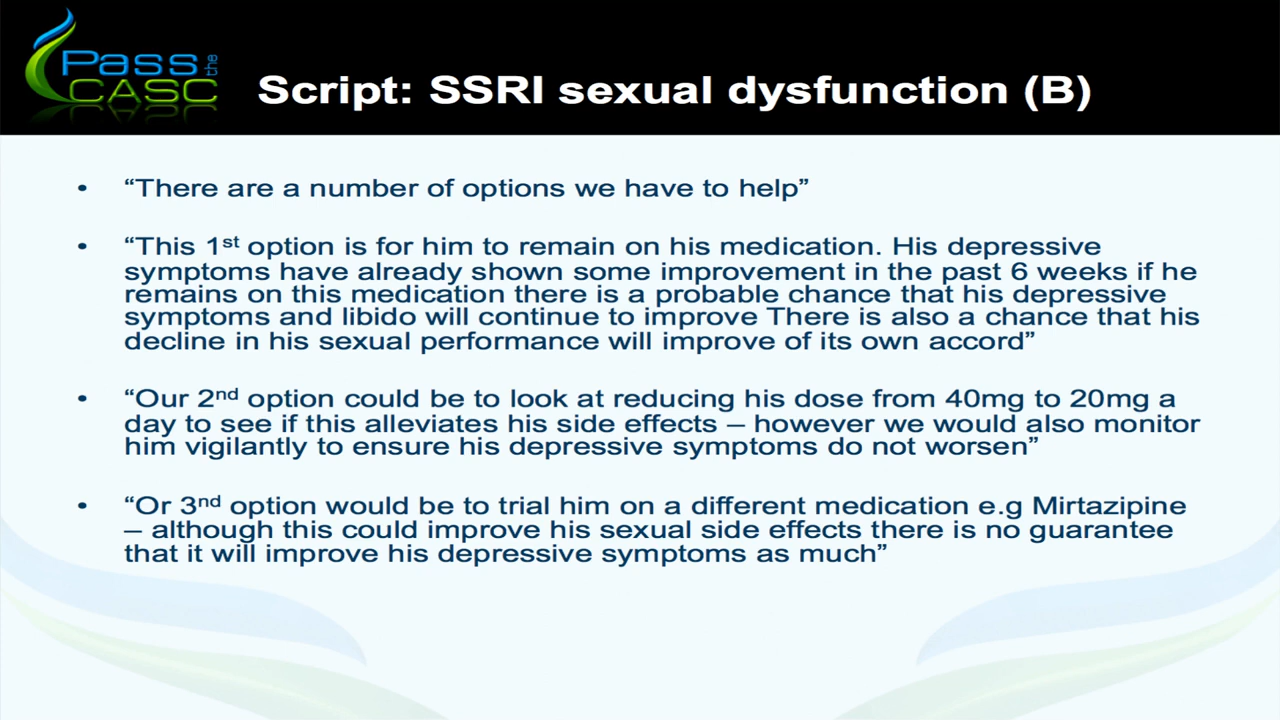 Pass the
CASC
Script: SSRI sexual dysfunction (B)
• “There are a number of options we have to help”
• “This 1st option is for him to remain on his medication. His depressive
symptoms have already shown some improvement in the past 6 weeks if he
remains on this medication there is a probable chance that his depressive
symptoms and libido will continue to improve There is also a chance that his
decline in his sexual performance will improve of its own accord”
• “Our 2nd option could be to look at reducing his dose from 40mg to 20mg a
day to see if this alleviates his side effects – however we would also monitor
him vigilantly to ensure his depressive symptoms do not worsen”
• “Or 3nd option would be to trial him on a different medication e.g Mirtazipine
– although this could improve his sexual side effects there is no guarantee
that it will improve his depressive symptoms as much”